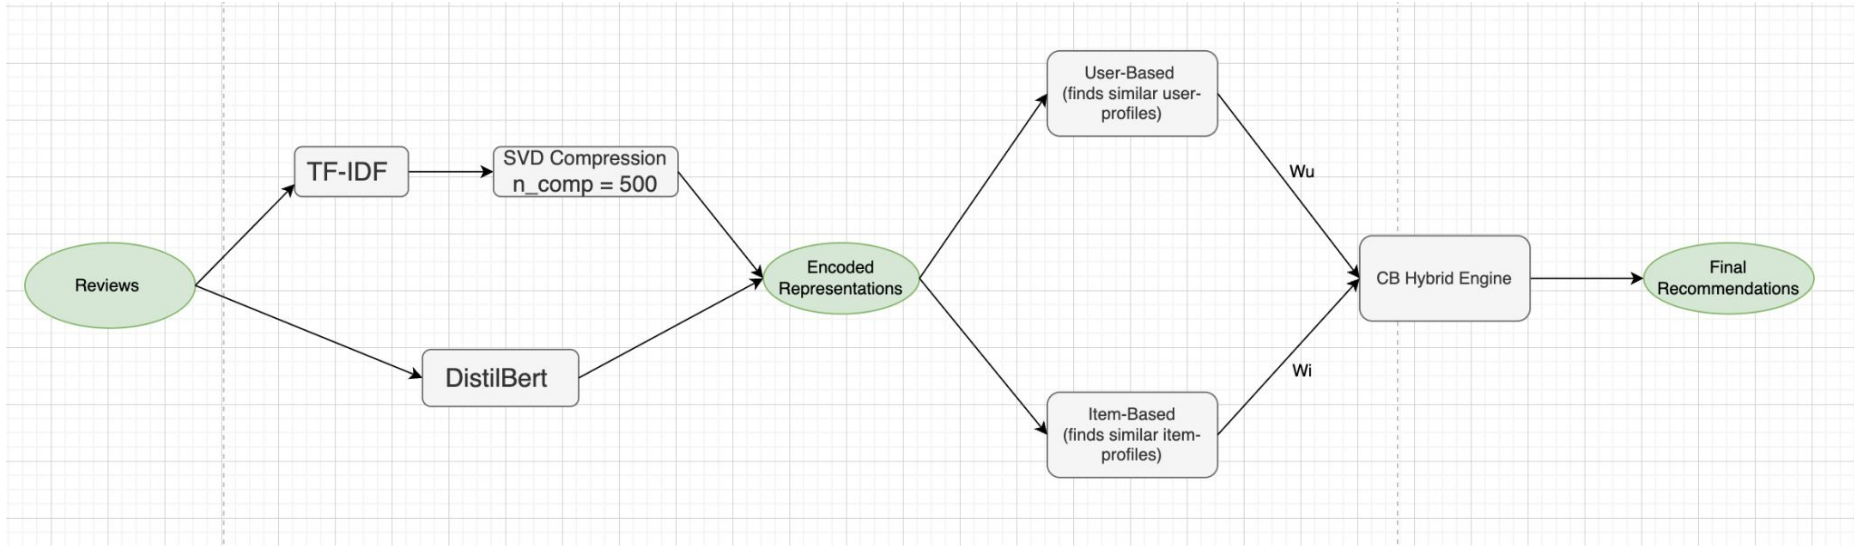 Reviews
TF-IDF
SVD Compression
n_comp = 500
DistilBert
Encoded
Representations
User-Based
(finds similar user-
profiles)
Item-Based
(finds similar item-
profiles)
Wu
Wi
CB Hybrid Engine
Final
Recommendations